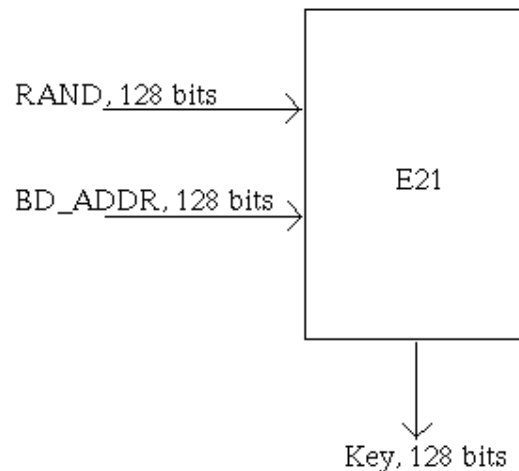 RAND, 128 bits
E21
BD_ADDR, 128 bits
Key, 128 bits